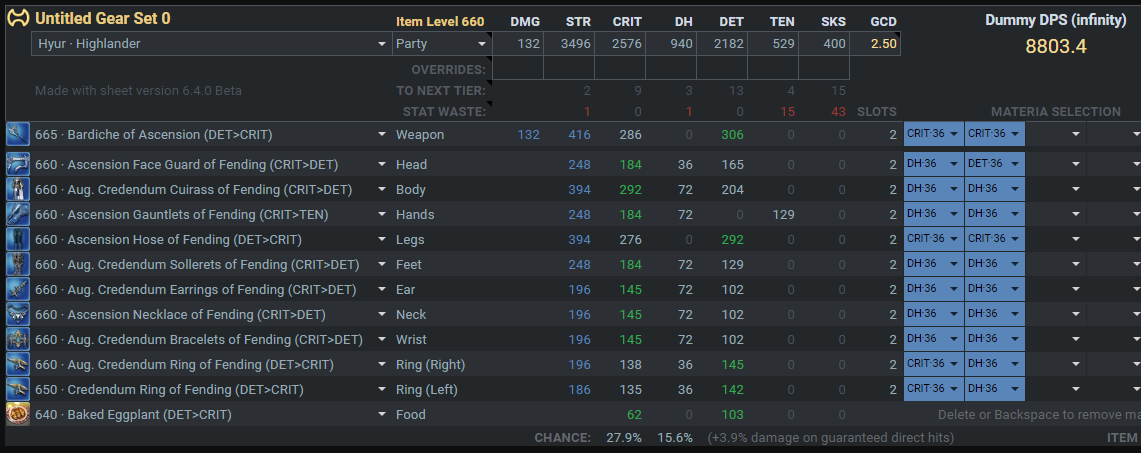 Untitled Gear Set 0 Item Level 660 DMG STR CRIT DH DET TEN SKS GCD Dummy DPS (infinity)
Hyur · Highlander Party 132 3496 2576 940 2182 529 400 2.50 8803.4
OVERRIDES:
Made with sheet version 6.4.0 Beta TO NEXT TIER: 2 9 3 13 4 15
STAT WASTE: 1 0 1 0 15 43 SLOTS MATERIA SELECTION
665 · Bardiche of Ascension (DET>CRIT) Weapon 132 416 286 0 306 0 0 2 CRIT·36 CRIT·36
660 · Ascension Face Guard of Fending (CRIT>DET) Head 248 184 36 165 0 0 2 DH·36 DET·36
660 · Aug. Credendum Cuirass of Fending (CRIT>DET) Body 394 292 72 204 0 0 2 DH·36 DH·36
660 · Ascension Gauntlets of Fending (CRIT>TEN) Hands 248 184 72 0 129 0 2 DH·36 DH·36
660 · Ascension Hose of Fending (DET>CRIT) Legs 394 276 0 292 0 0 2 CRIT·36 CRIT·36
660 · Aug. Credendum Sollerets of Fending (CRIT>DET) Feet 248 184 72 129 0 0 2 DH·36 DH·36
660 · Aug. Credendum Earrings of Fending (CRIT>DET) Ear 196 145 72 102 0 0 2 DH·36 DH·36
660 · Ascension Necklace of Fending (CRIT>DET) Neck 196 145 72 102 0 0 2 DH·36 DH·36
660 · Aug. Credendum Bracelets of Fending (CRIT>DET) Wrist 196 145 72 102 0 0 2 DH·36 DH·36
660 · Aug. Credendum Ring of Fending (DET>CRIT) Ring (Right) 196 138 36 145 0 0 2 CRIT·36 DH·36
650 · Credendum Ring of Fending (DET>CRIT) Ring (Left) 186 135 36 142 0 0 2 CRIT·36 DH·36
640 · Baked Eggplant (DET>CRIT) Food 62 0 103 0 0 Delete or Backspace to remove ma
CHANCE: 27.9% 15.6% (+3.9% damage on guaranteed direct hits) ITEM